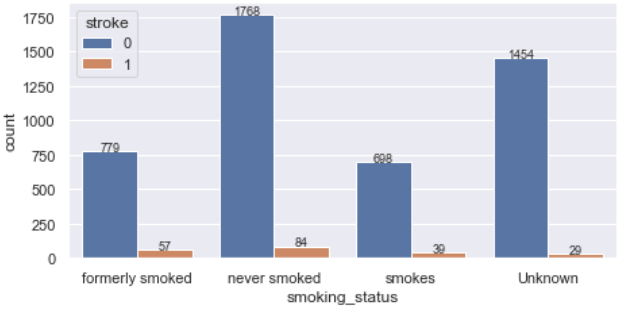 stroke
0
1
count
1750
1500
1250
1000
750
500
250
0
779
57
1768
84
698
39
1454
29
formerly smoked
never smoked
smokes
Unknown
smoking_status